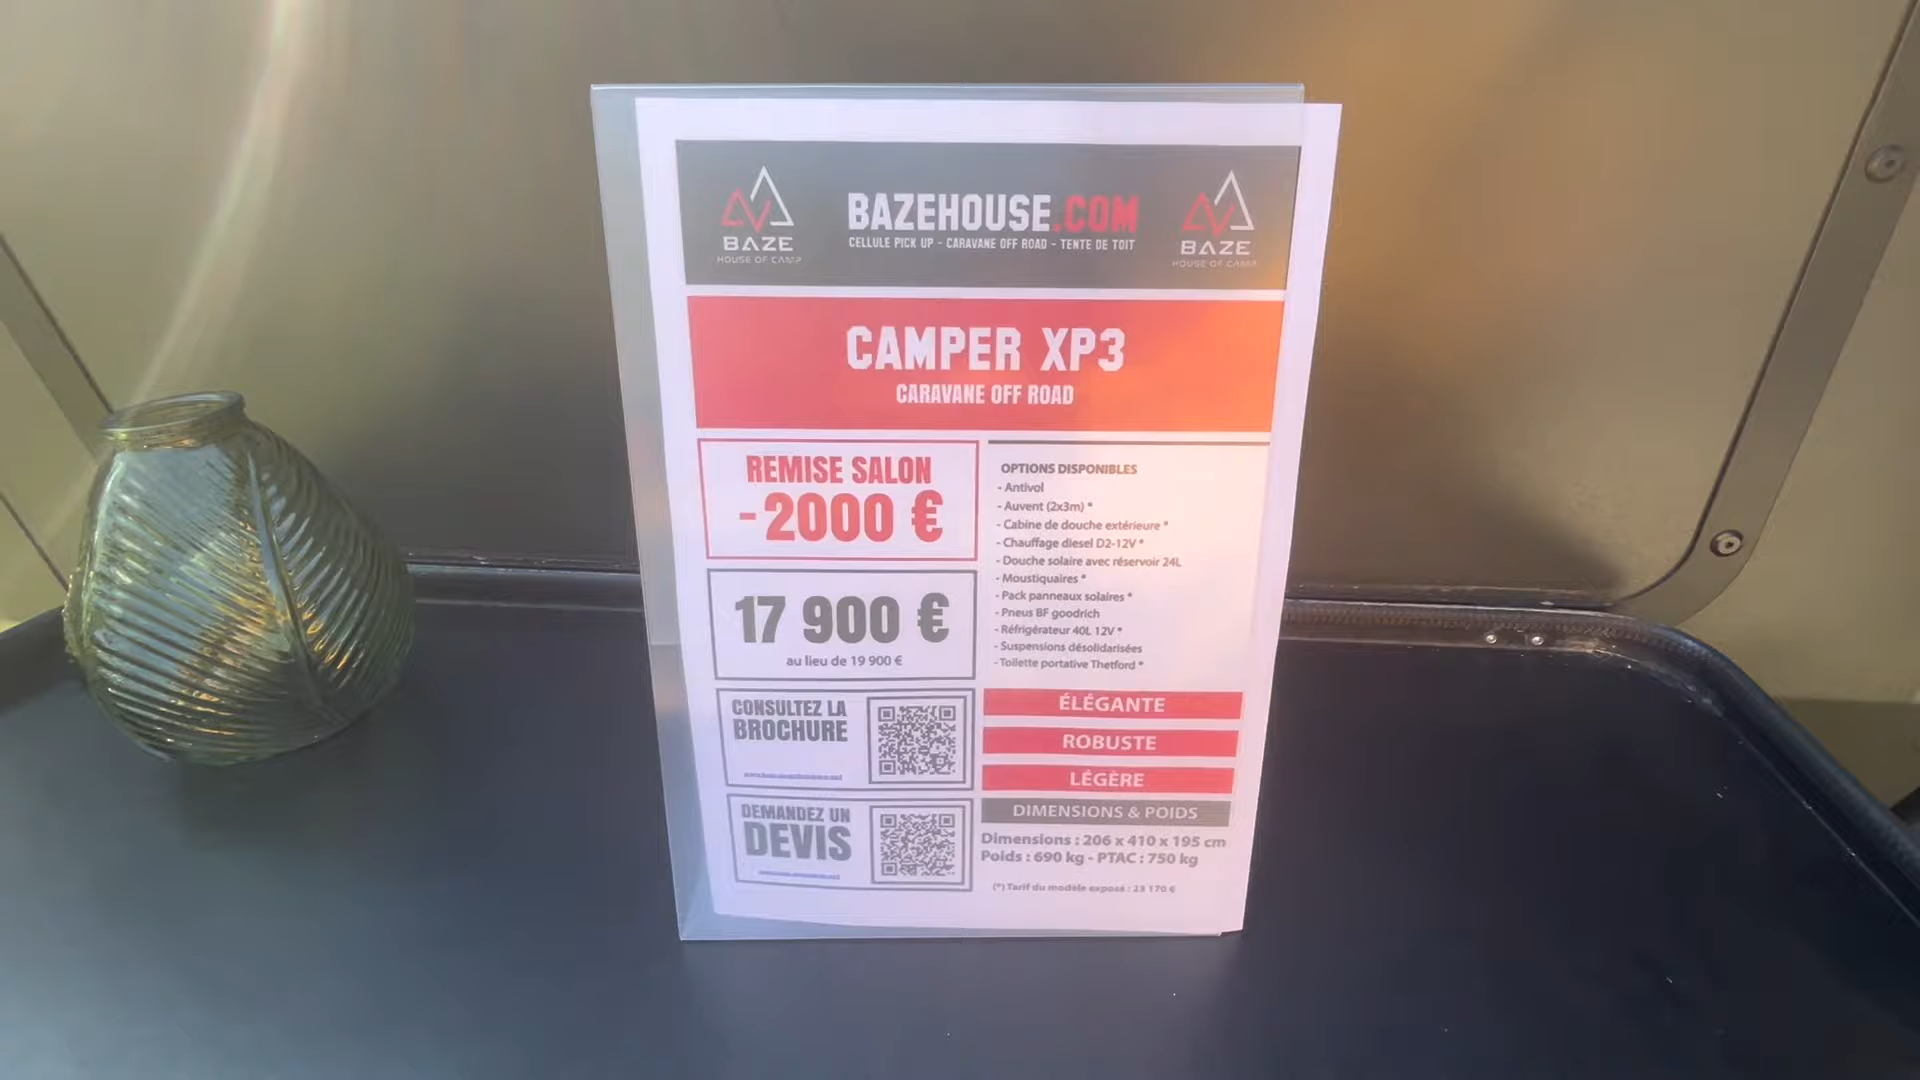 BAZE
HOUSE OF CAMP
BAZEHOUSE.COM
CELLULE PICK UP - CARAVANE OFF ROAD - TENTE DE TOIT
BAZE
HOUSE OF CAMP
CAMPER XP3
CARAVANE OFF ROAD
REMISE SALON
-2000 €
17 900 €
au lieu de 19 900 €
CONSULTEZ LA
BROCHURE
DEMANDEZ UN
DEVIS
OPTIONS DISPONIBLES
- Antivol
- Auvent (2x3m) *
- Cabine de douche extérieure *
- Chauffage diesel D2-12V *
- Douche solaire avec réservoir 24L
- Moustiquaires *
- Pack panneaux solaires *
- Pneus BF goodrich
- Réfrigérateur 40L 12V *
- Suspensions désolidarisées
- Toilette portative Thetford *
ÉLÉGANTE
ROBUSTE
LÉGÈRE
DIMENSIONS & POIDS
Dimensions : 206 x 410 x 195 cm
Poids : 690 kg - PTAC : 750 kg
(*) Tarif du modèle exposé : 23 170 €